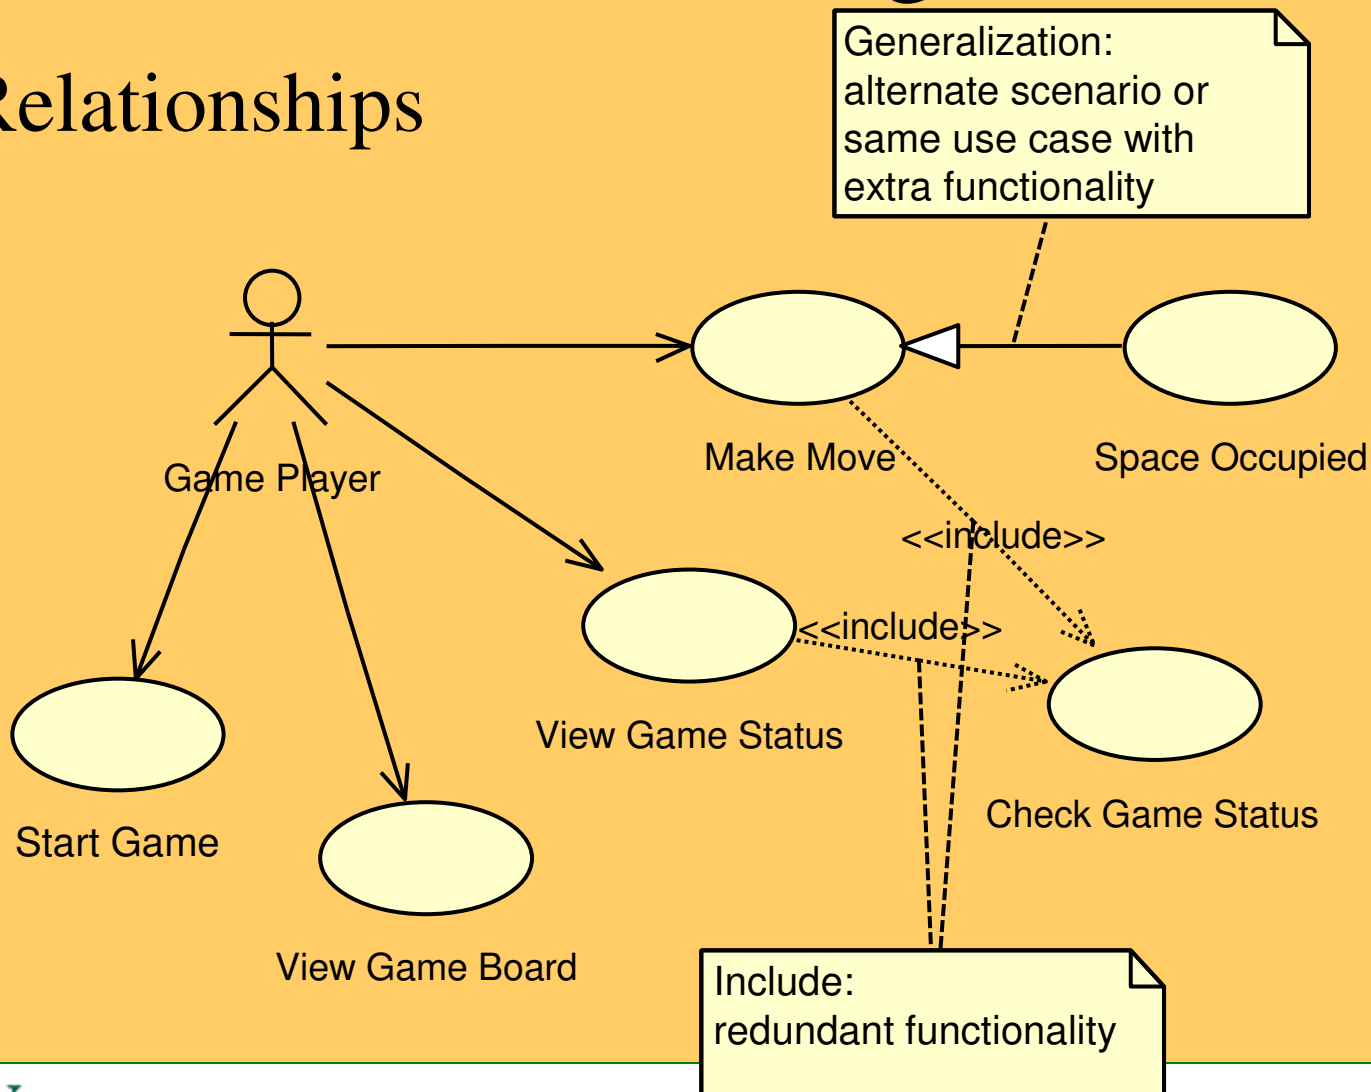 Relationships
Generalization:
alternate scenario or
same use case with
extra functionality
Game Player
Make Move
Space Occupied
<<include>>
<<include>>
View Game Status
Check Game Status
Start Game
View Game Board
Include:
redundant functionality